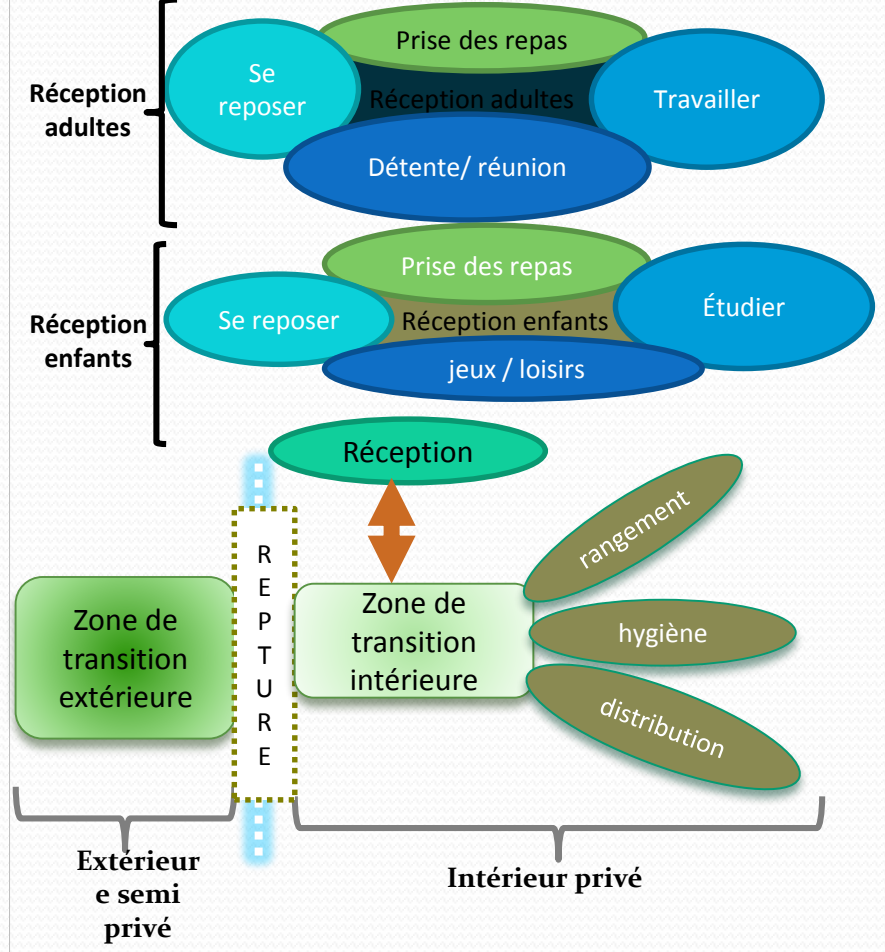 Prise des repas
Se
reposer
Réception
adultes
Réception adultes
Travailler
Détente/ réunion
Prise des repas
Se reposer
Réception
enfants
Réception enfants
Étudier
jeux / loisirs
Réception
rangement
R
E
P
T
U
R
E
Zone de
transition
extérieure
Zone de
transition
intérieure
hygiène
distribution
Extérieur
e semi
privé
Intérieur privé